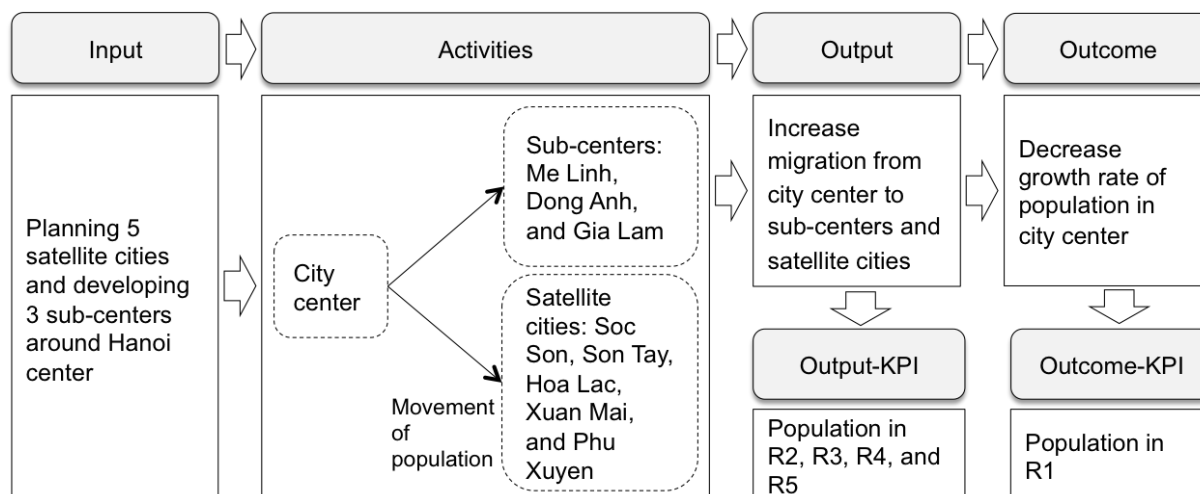 Input
Activities
Output
Outcome
Planning 5
satellite cities
and developing
3 sub-centers
around Hanoi
center
City
center
Movement
of
population
Sub-centers:
Me Linh,
Dong Anh,
and Gia Lam
Satellite
cities: Soc
Son, Son Tay,
Hoa Lac,
Xuan Mai,
and Phu
Xuyen
Increase
migration from
city center to
sub-centers and
satellite cities
Output-KPI
Population in
R2, R3, R4, and
R5
Decrease
growth rate of
population in
city center
Outcome-KPI
Population in
R1